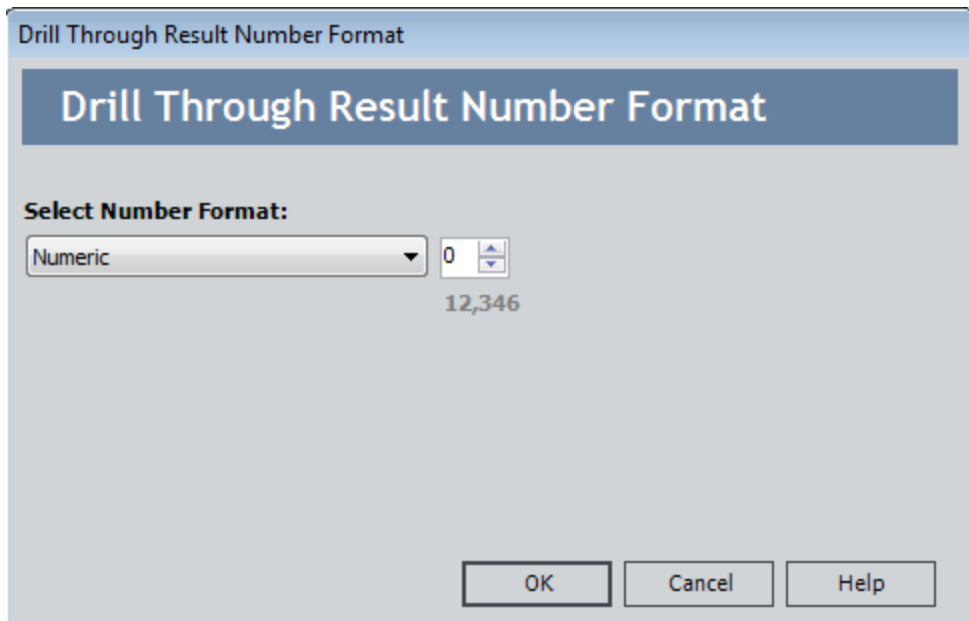 Drill Through Result Number Format
Drill Through Result Number Format
Select Number Format:
Numeric 0
12,346
OK Cancel Help